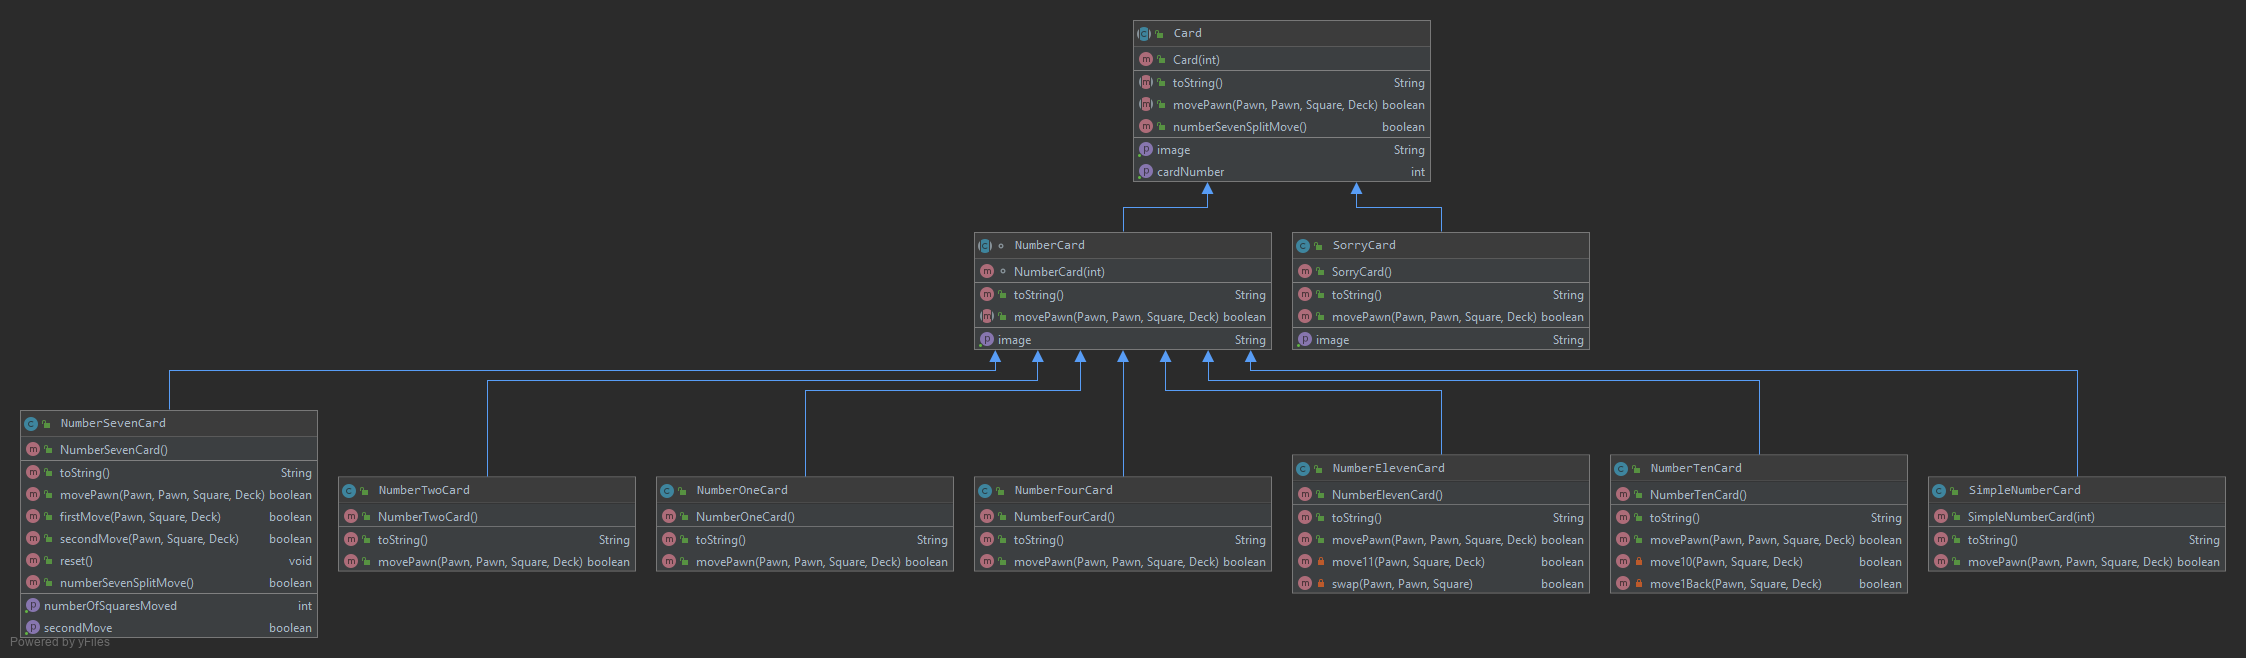 Card
Card(int)
toString() String
movePawn(Pawn, Pawn, Square, Deck) boolean
numberSevenSplitMove() boolean
image String
cardNumber int
NumberCard
NumberCard(int)
toString() String
movePawn(Pawn, Pawn, Square, Deck) boolean
image String
SorryCard
SorryCard()
toString() String
movePawn(Pawn, Pawn, Square, Deck) boolean
image String
NumberSevenCard
NumberSevenCard()
toString() String
movePawn(Pawn, Pawn, Square, Deck) boolean
firstMove(Pawn, Square, Deck) boolean
secondMove(Pawn, Square, Deck) boolean
reset() void
numberSevenSplitMove() boolean
numberOfSquaresMoved int
secondMove boolean
NumberTwoCard
NumberTwoCard()
toString() String
movePawn(Pawn, Pawn, Square, Deck) boolean
NumberOneCard
NumberOneCard()
toString() String
movePawn(Pawn, Pawn, Square, Deck) boolean
NumberFourCard
NumberFourCard()
toString() String
movePawn(Pawn, Pawn, Square, Deck) boolean
NumberElevenCard
NumberElevenCard()
toString() String
movePawn(Pawn, Pawn, Square, Deck) boolean
move11(Pawn, Square, Deck) boolean
swap(Pawn, Pawn, Square) boolean
NumberTenCard
NumberTenCard()
toString() String
movePawn(Pawn, Pawn, Square, Deck) boolean
move10(Pawn, Square, Deck) boolean
move1Back(Pawn, Square, Deck) boolean
SimpleNumberCard
SimpleNumberCard(int)
toString() String
movePawn(Pawn, Pawn, Square, Deck) boolean
Powered by yFiles